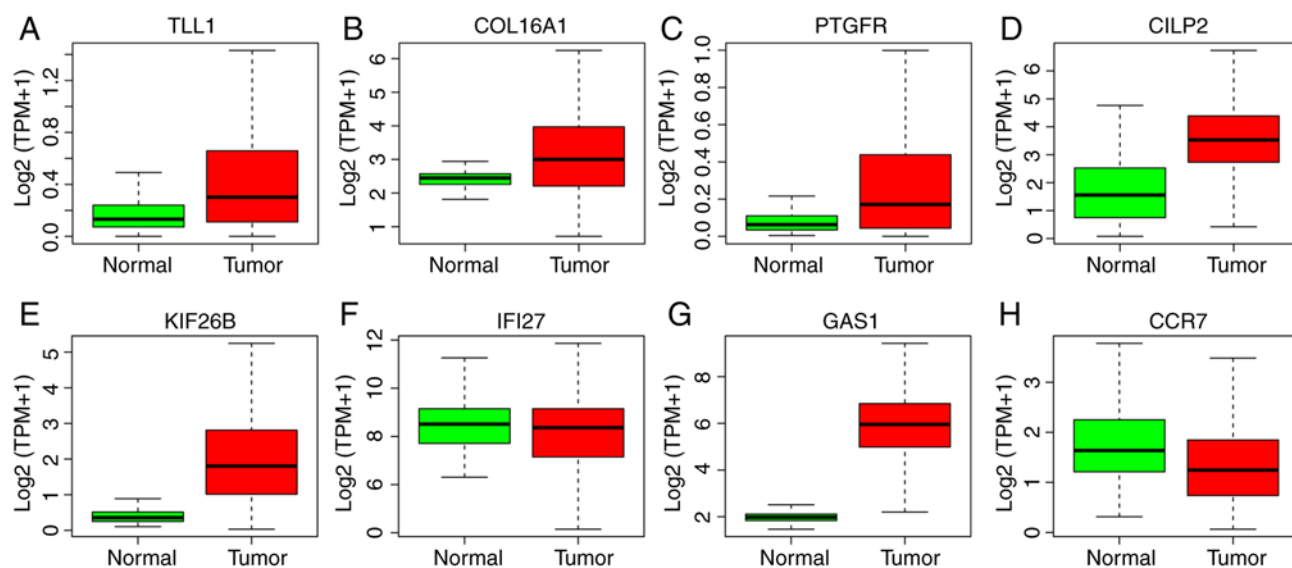 A TLL1
Log2 (TPM+1)
0.0 0.4 0.8 1.2
Normal Tumor
B COL16A1
Log2 (TPM+1)
1 2 3 4 5 6
Normal Tumor
C PTGFR
Log2 (TPM+1)
0.0 0.2 0.4 0.6 0.8 1.0
Normal Tumor
D CILP2
Log2 (TPM+1)
0 1 2 3 4 5 6
Normal Tumor
E KIF26B
Log2 (TPM+1)
0 1 2 3 4 5
Normal Tumor
F IFI27
Log2 (TPM+1)
0 6 8 10 12
Normal Tumor
G GAS1
Log2 (TPM+1)
2 4 6 8
Normal Tumor
H CCR7
Log2 (TPM+1)
0 1 2 3
Normal Tumor